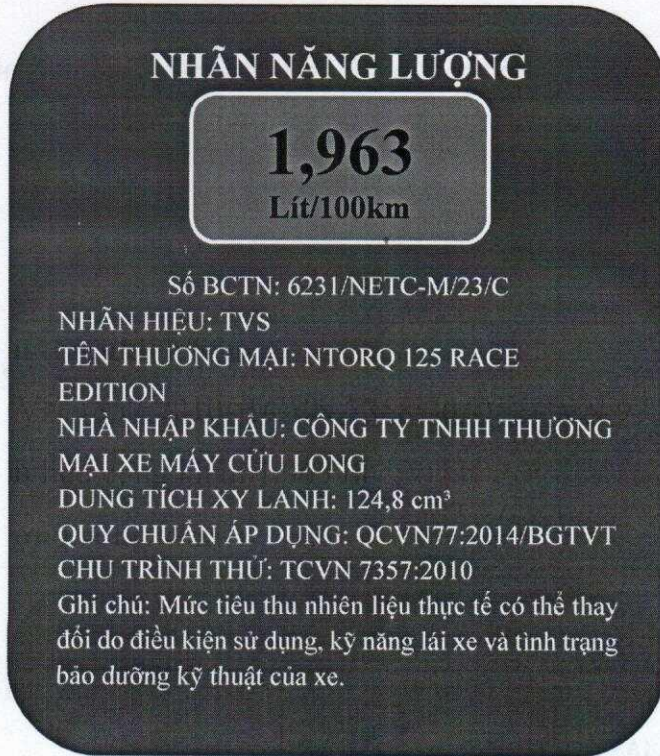 NHÃN NĂNG LƯỢNG
1,963
Lít/100km
Số BCTN: 6231/NETC-M/23/C
NHÃN HIỆU: TVS
TÊN THƯƠNG MẠI: NTORQ 125 RACE
EDITION
NHÀ NHẬP KHẨU: CÔNG TY TNHH THƯƠNG
MẠI XE MÁY CỬU LONG
DUNG TÍCH XY LANH: 124,8 cm³
QUY CHUẨN ÁP DỤNG: QCVN77:2014/BGTVT
CHU TRÌNH THỬ: TCVN 7357:2010
Ghi chú: Mức tiêu thu nhiên liệu thực tế có thể thay
đổi do điều kiện sử dụng, kỹ năng lái xe và tình trạng
bảo dưỡng kỹ thuật của xe.